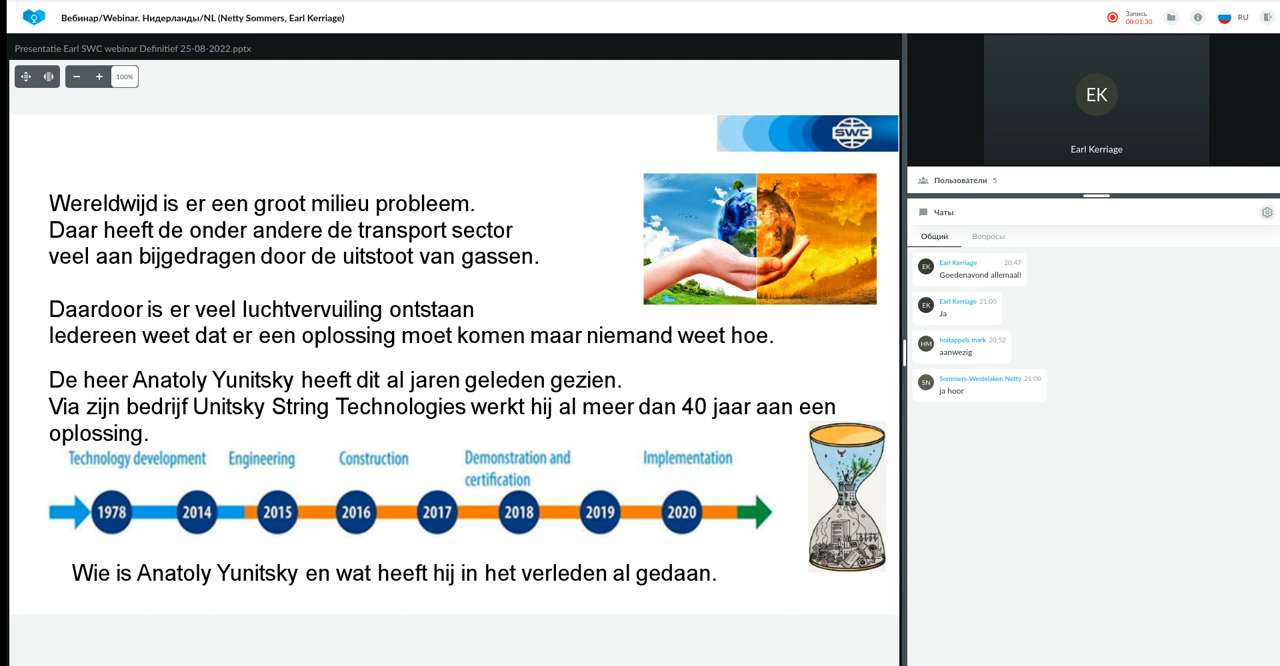 Вебинар/Webinar. Нидерланды/NL (Netty Sommers, Earl Kerriage)
Запись
00:01:30
RU
Presentatie Earl SWC webinar Definitief 25-08-2022.pptx
100%
SWC
Wereldwijd is er een groot milieu probleem.
Daar heeft de onder andere de transport sector
veel aan bijgedragen door de uitstoot van gassen.
Daardoor is er veel luchtvervuiling ontstaan
Iedereen weet dat er een oplossing moet komen maar niemand weet hoe.
De heer Anatoly Yunitsky heeft dit al jaren geleden gezien.
Via zijn bedrijf Unitsky String Technologies werkt hij al meer dan 40 jaar aan een
oplossing.
Technology development
Engineering
Construction
Demonstration and
certification
Implementation
1978
2014
2015
2016
2017
2018
2019
2020
Wie is Anatoly Yunitsky en wat heeft hij in het verleden al gedaan.
EK
Earl Kerriage
Пользователи 5
Чаты
Общий
Вопросы
EK
Earl Kerriage 20:47
Goedenavond allemaal!
EK
Earl Kerriage 21:00
Ja
HM
holtappels mark 20:52
aanwezig
SN
Sommers-Westelaken Netty 21:00
ja hoor